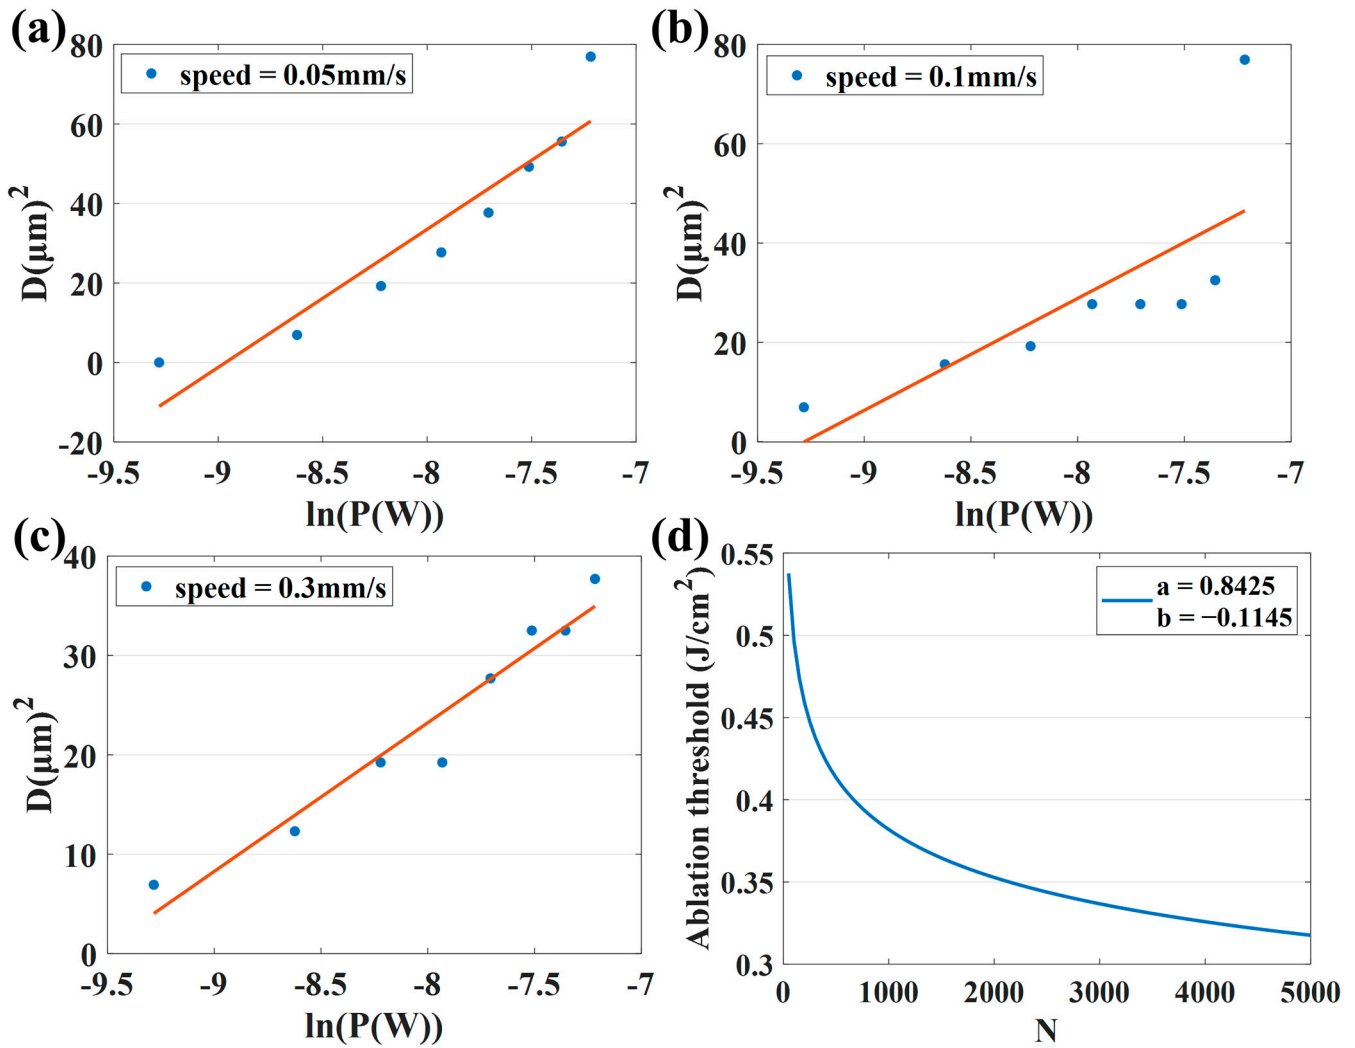 (a)
80
60
40
20
0
-20
D(μm)²
speed = 0.05mm/s
-9.5 -9 -8.5 -8 -7.5 -7
ln(P(W))
(b)
80
60
40
20
0
D(μm)²
speed = 0.1mm/s
-9.5 -9 -8.5 -8 -7.5 -7
ln(P(W))
(c)
40
30
20
10
0
D(μm)²
speed = 0.3mm/s
-9.5 -9 -8.5 -8 -7.5 -7
ln(P(W))
(d)
0.55
0.5
0.45
0.4
0.35
0.3
Ablation threshold (J/cm²)
a = 0.8425
b = −0.1145
0 1000 2000 3000 4000 5000
N